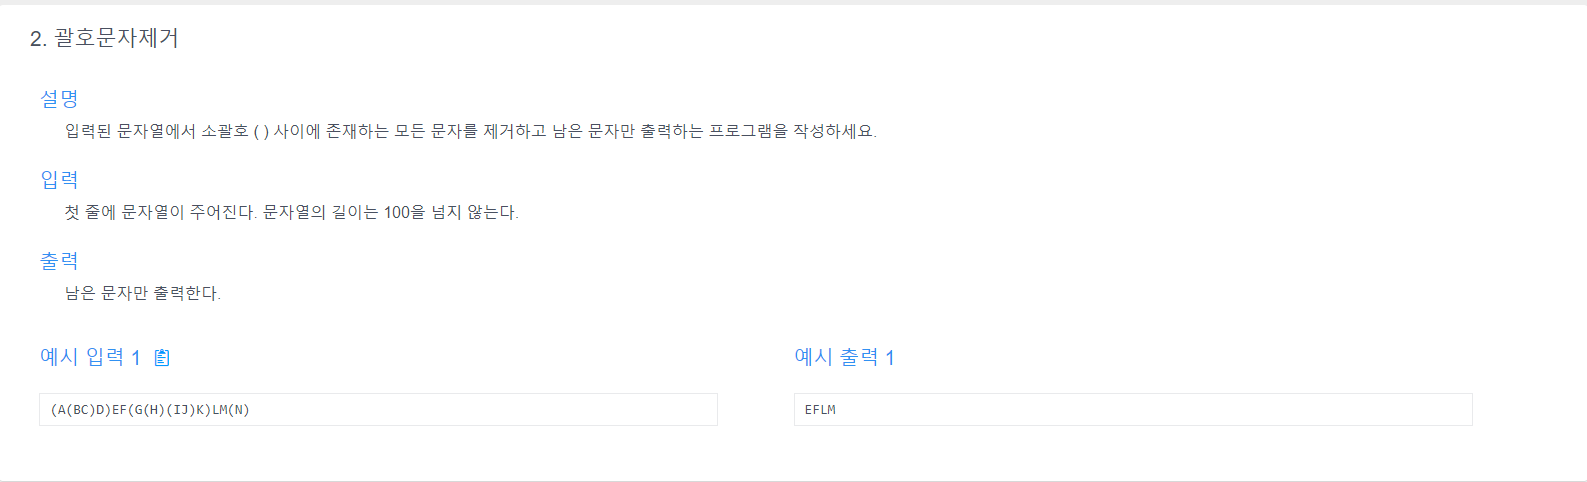 2. 괄호문자제거
설명
입력된 문자열에서 소괄호 ( ) 사이에 존재하는 모든 문자를 제거하고 남은 문자만 출력하는 프로그램을 작성하세요.
입력
첫 줄에 문자열이 주어진다. 문자열의 길이는 100을 넘지 않는다.
출력
남은 문자만 출력한다.
예시 입력 1
(A(BC)D)EF(G(H)(IJ)K)LM(N)
예시 출력 1
EFLM